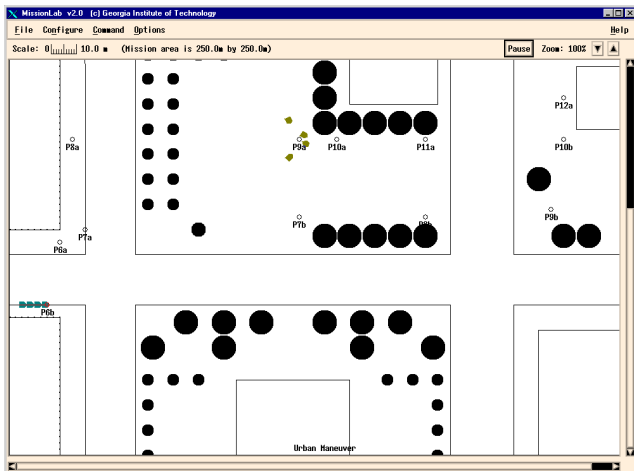 MissionLab v2.0 (c) Georgia Institute of Technology
File Configure Command Options Help
Scale: 0 10.0 m (Mission area is 250.0m by 250.0m) Pause Zoom: 100%
P12a
P8a P9a P10a P11a P10b
P9b
P7b P8b
P7a
P6a
P6b
Urban Maneuver